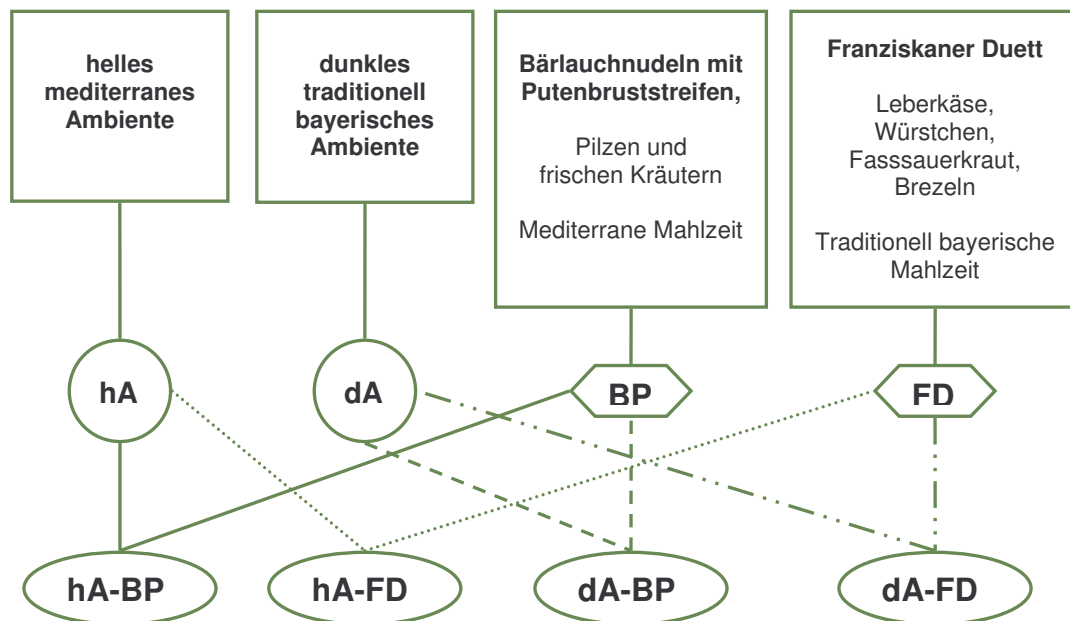 helles
mediterranes
Ambiente
dunkles
traditionell
bayerisches
Ambiente
Bärlauchnudeln mit
Putenbruststreifen,
Pilzen und
frischen Kräutern
Mediterrane Mahlzeit
Franziskaner Duett
Leberkäse,
Würstchen,
Fasssauerkraut,
Brezeln
Traditionell bayerische
Mahlzeit
hA
dA
BP
FD
hA-BP
hA-FD
dA-BP
dA-FD